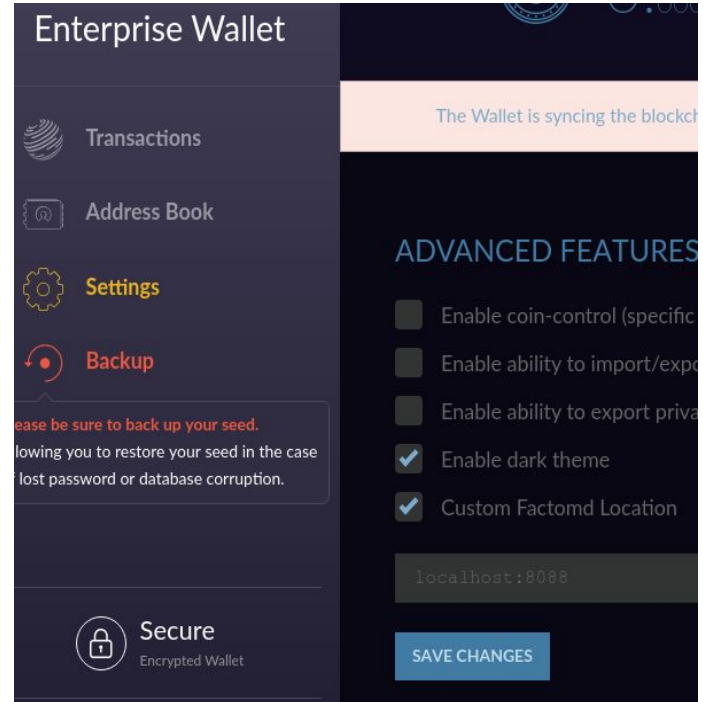 Enterprise Wallet
Transactions
Address Book
Settings
Backup
ease be sure to back up your seed.
lowing you to restore your seed in the case
lost password or database corruption.
Secure
Encrypted Wallet
The Wallet is syncing the blockch
ADVANCED FEATURES
Enable coin-control (specific
Enable ability to import/expo
Enable ability to export priva
Enable dark theme
Custom Factomd Location
localhost:8088
SAVE CHANGES